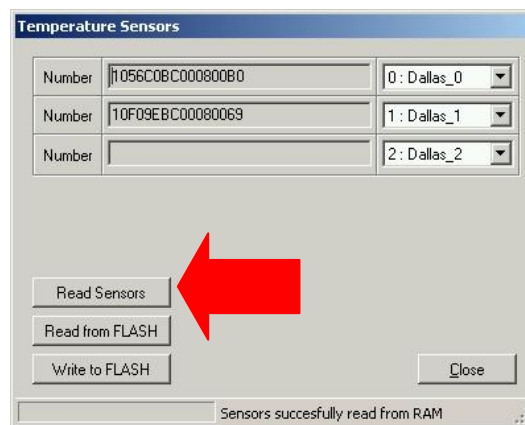 Temperature Sensors
Number 1056C0BC000800B0 0 : Dallas_0
Number 10F09EBC00080069 1 : Dallas_1
Number 2 : Dallas_2
Read Sensors
Read from FLASH
Write to FLASH Close
Sensors succesfully read from RAM